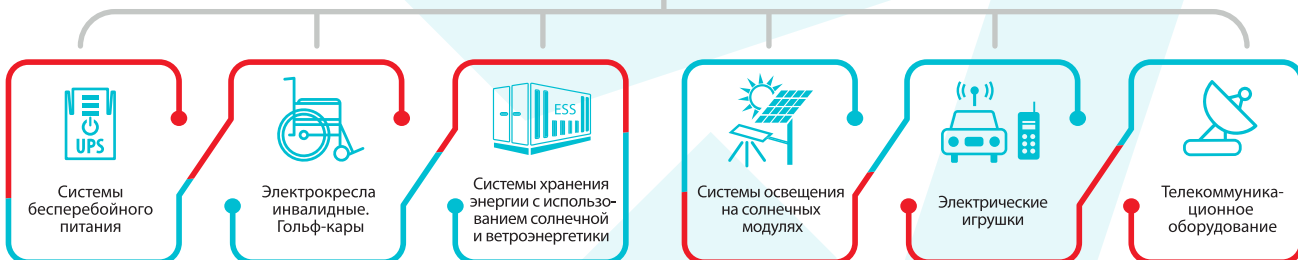 UPS
Системы
бесперебойного
питания
Электрокресла
инвалидные.
Гольф-кары
ESS
Системы хранения
энергии с использо-
ванием солнечной
и ветроэнергетики
Системы освещения
на солнечных
модулях
Электрические
игрушки
Телекоммуника-
ционное
оборудование